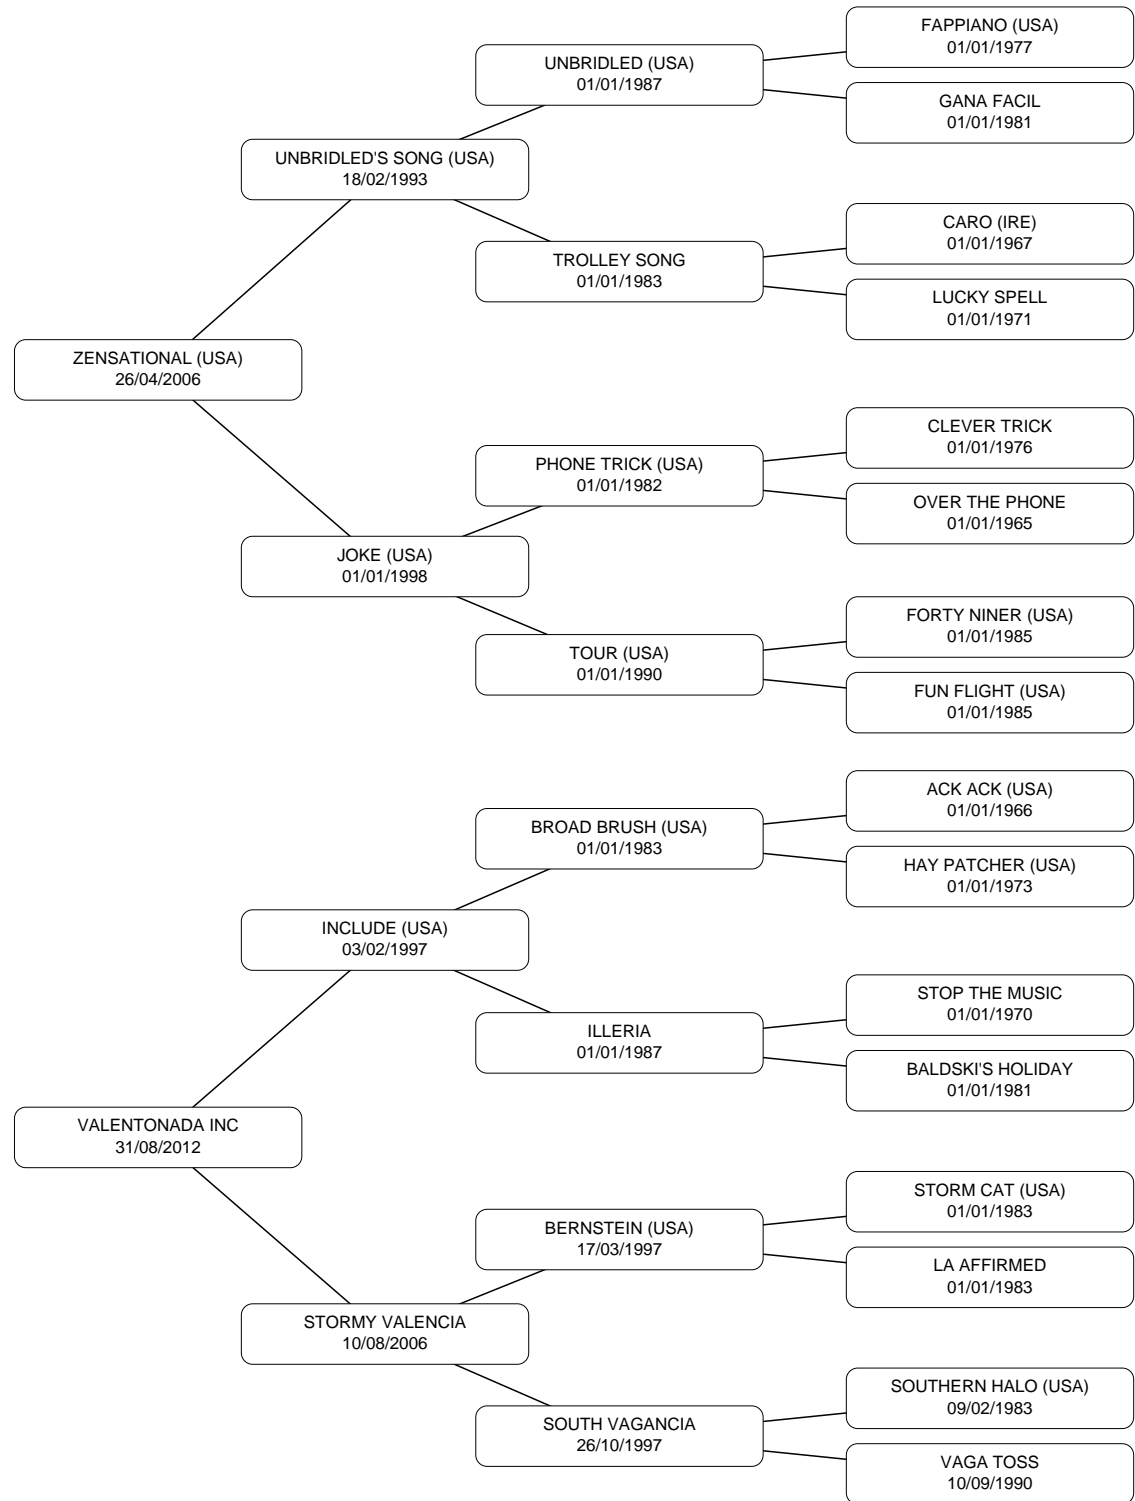 FAPPIANO (USA)
01/01/1977
UNBRIDLED (USA)
01/01/1987
GANA FACIL
01/01/1981
UNBRIDLED'S SONG (USA)
18/02/1993
CARO (IRE)
01/01/1967
TROLLEY SONG
01/01/1983
LUCKY SPELL
01/01/1971
ZENSATIONAL (USA)
26/04/2006
CLEVER TRICK
01/01/1976
PHONE TRICK (USA)
01/01/1982
OVER THE PHONE
01/01/1965
JOKE (USA)
01/01/1998
FORTY NINER (USA)
01/01/1985
TOUR (USA)
01/01/1990
FUN FLIGHT (USA)
01/01/1985
ACK ACK (USA)
01/01/1966
BROAD BRUSH (USA)
01/01/1983
HAY PATCHER (USA)
01/01/1973
INCLUDE (USA)
03/02/1997
STOP THE MUSIC
01/01/1970
ILLERIA
01/01/1987
BALDSKI'S HOLIDAY
01/01/1981
VALENTONADA INC
31/08/2012
STORM CAT (USA)
01/01/1983
BERNSTEIN (USA)
17/03/1997
LA AFFIRMED
01/01/1983
STORMY VALENCIA
10/08/2006
SOUTHERN HALO (USA)
09/02/1983
SOUTH VAGANCIA
26/10/1997
VAGA TOSS
10/09/1990